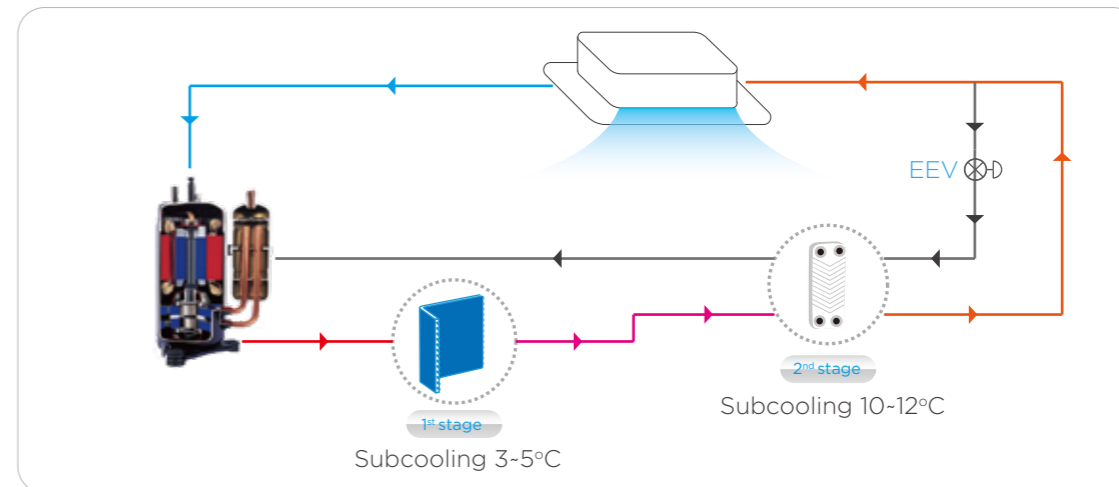 EEV
2nd stage
Subcooling 10~12°C
1st stage
Subcooling 3~5°C